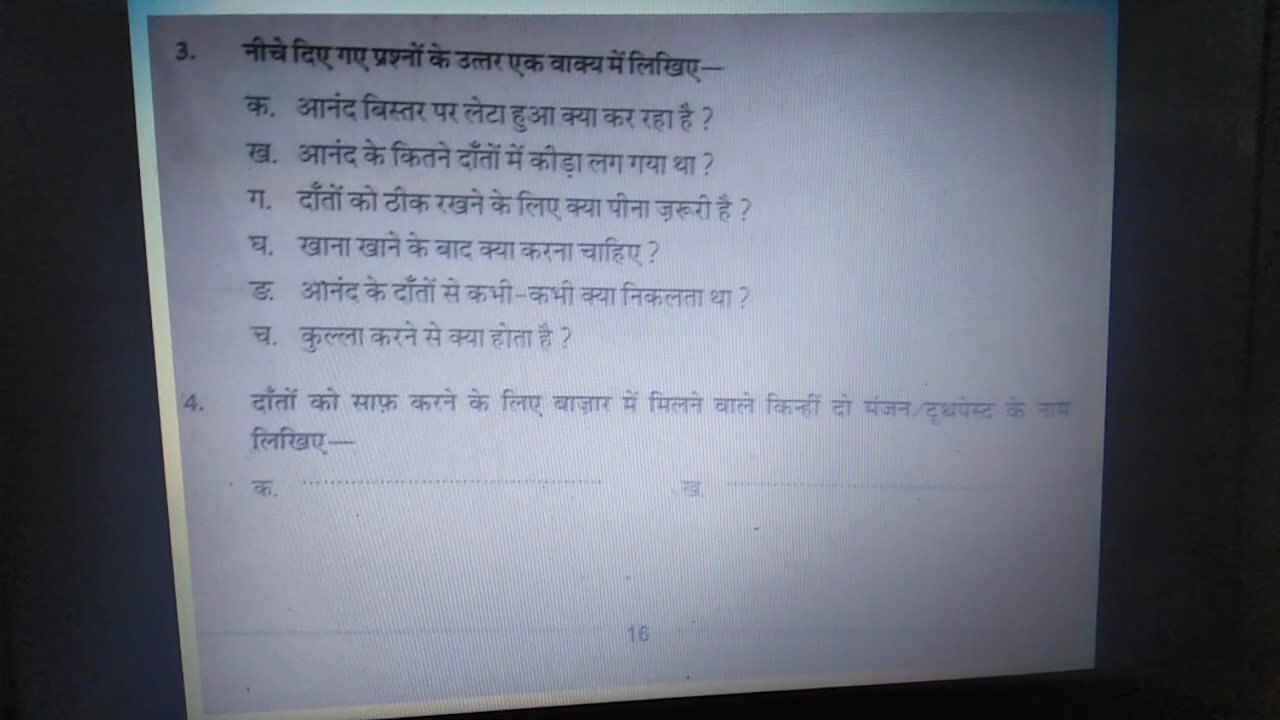 3. नीचे दिए गए प्रश्नों के उत्तर एक वाक्य में लिखिए—
क. आनंद बिस्तर पर लेटा हुआ क्या कर रहा है ?
ख. आनंद के कितने दाँतों में कीड़ा लग गया था ?
ग. दाँतों को ठीक रखने के लिए क्या पीना ज़रूरी है ?
घ. खाना खाने के बाद क्या करना चाहिए ?
ङ. आनंद के दाँतों से कभी-कभी क्या निकलता था ?
च. कुल्ला करने से क्या होता है ?
4. दाँतों को साफ़ करने के लिए बाज़ार में मिलने वाले किन्हीं दो मंजन/टूथपेस्ट के नाम
लिखिए—
क. .......................................................... ख. ..........................................................
16